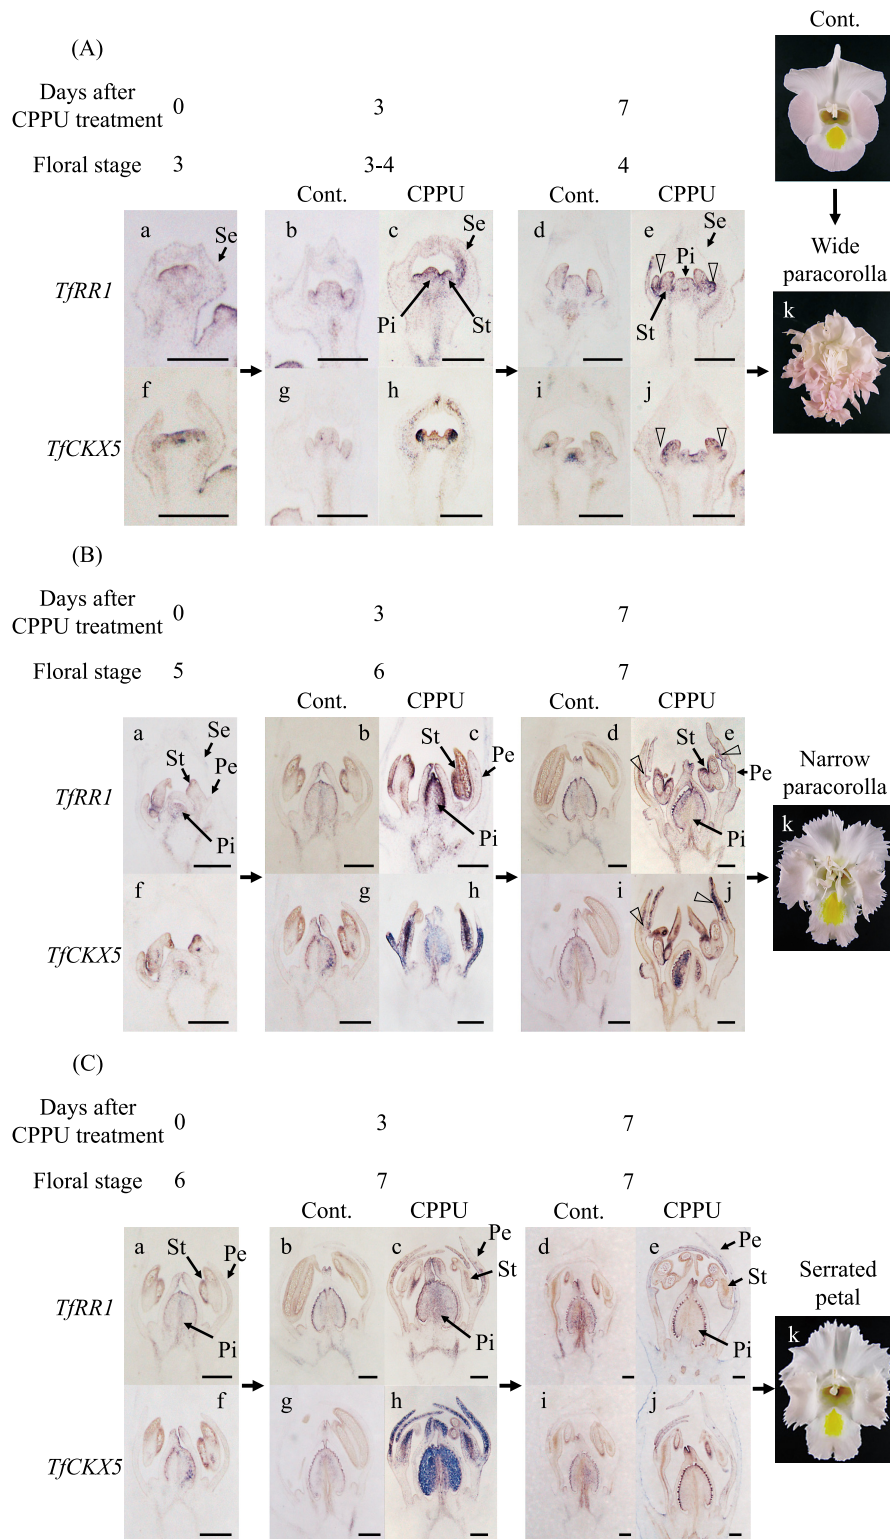 Cont.
(A)
Days after
CPPU treatment 0 3 7
Floral stage 3 3-4 4
Cont. CPPU Cont. CPPU
Wide
paracorolla
a Se b c Se d e Se
Pi
TfRR1
Pi St St
k
f g h i j
TfCKX5
(B)
Days after
CPPU treatment 0 3 7
Floral stage 5 6 7
Cont. CPPU Cont. CPPU
a Se b c d e
St Pe St Pe St Pe
TfRR1
Pi Pi Pi
Narrow
paracorolla
k
f g h i j
TfCKX5
(C)
Days after
CPPU treatment 0 3 7
Floral stage 6 7 7
Cont. CPPU Cont. CPPU
a St Pe b c Pe d e Pe
St St
TfRR1
Pi Pi Pi
Serrated
petal
k
f g h i j
TfCKX5